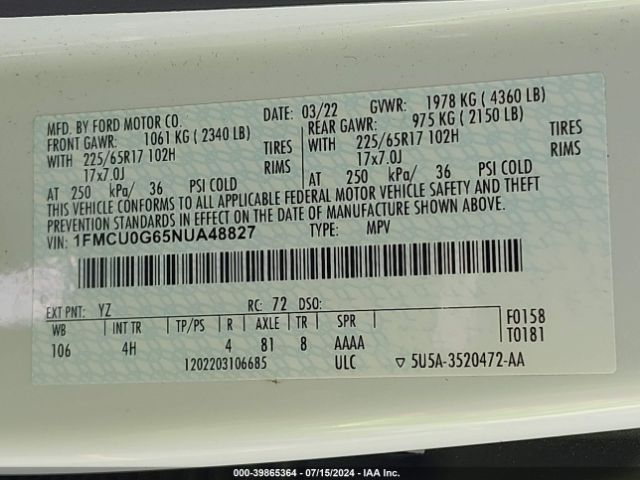 MFD. BY FORD MOTOR CO.
DATE: 03/22 GVWR: 1978 KG ( 4360 LB)
FRONT GAWR: 1061 KG ( 2340 LB)
REAR GAWR: 975 KG ( 2150 LB)
WITH 225/65R17 102H TIRES
WITH 225/65R17 102H TIRES
17x7.0J RIMS
17x7.0J RIMS
AT 250 kPa/ 36 PSI COLD
AT 250 kPa/ 36 PSI COLD
THIS VEHICLE CONFORMS TO ALL APPLICABLE FEDERAL MOTOR VEHICLE SAFETY AND THEFT
PREVENTION STANDARDS IN EFFECT ON THE DATE OF MANUFACTURE SHOWN ABOVE.
VIN: 1FMCU0G65NUA48827 TYPE: MPV
EXT PNT: YZ RC: 72 DSO:
WB INT TR TP/PS R AXLE TR SPR
106 4H 4 81 8 AAAA
F0158
T0181
1202203106685 ULC ▽ 5U5A-3520472-AA
000-39865364 - 07/15/2024 - IAA Inc.